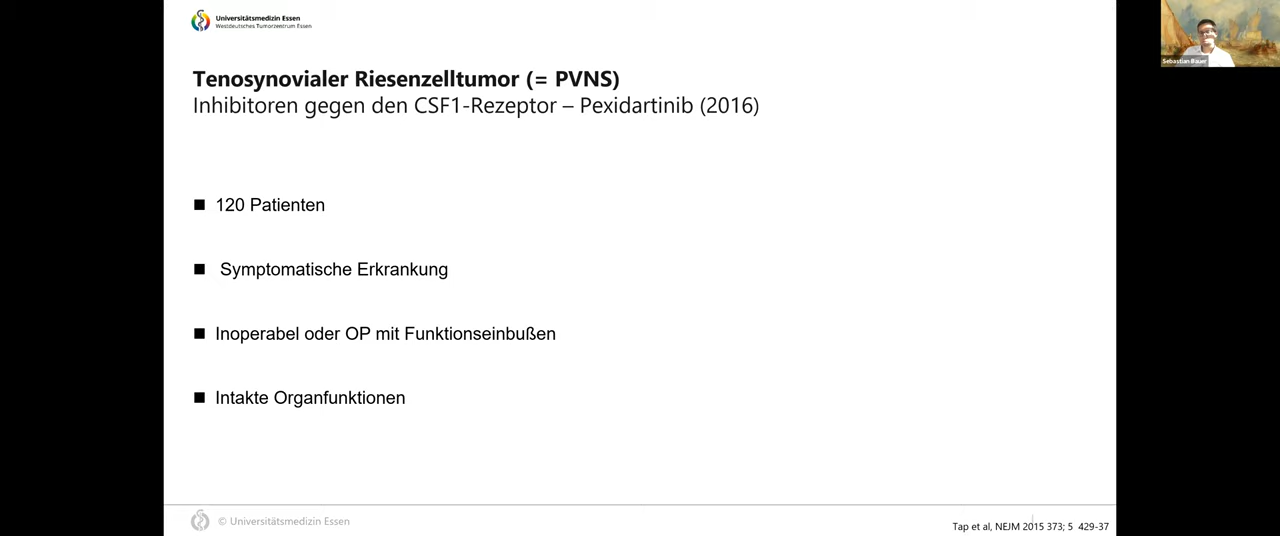 Universitätsmedizin Essen
Westdeutsches Tumorzentrum Essen
Sebastian Bauer
Tenosynovialer Riesenzelltumor (= PVNS)
Inhibitoren gegen den CSF1-Rezeptor – Pexidartinib (2016)
■ 120 Patienten
■ Symptomatische Erkrankung
■ Inoperabel oder OP mit Funktionseinbußen
■ Intakte Organfunktionen
© Universitätsmedizin Essen
Tap et al, NEJM 2015 373; 5 429-37